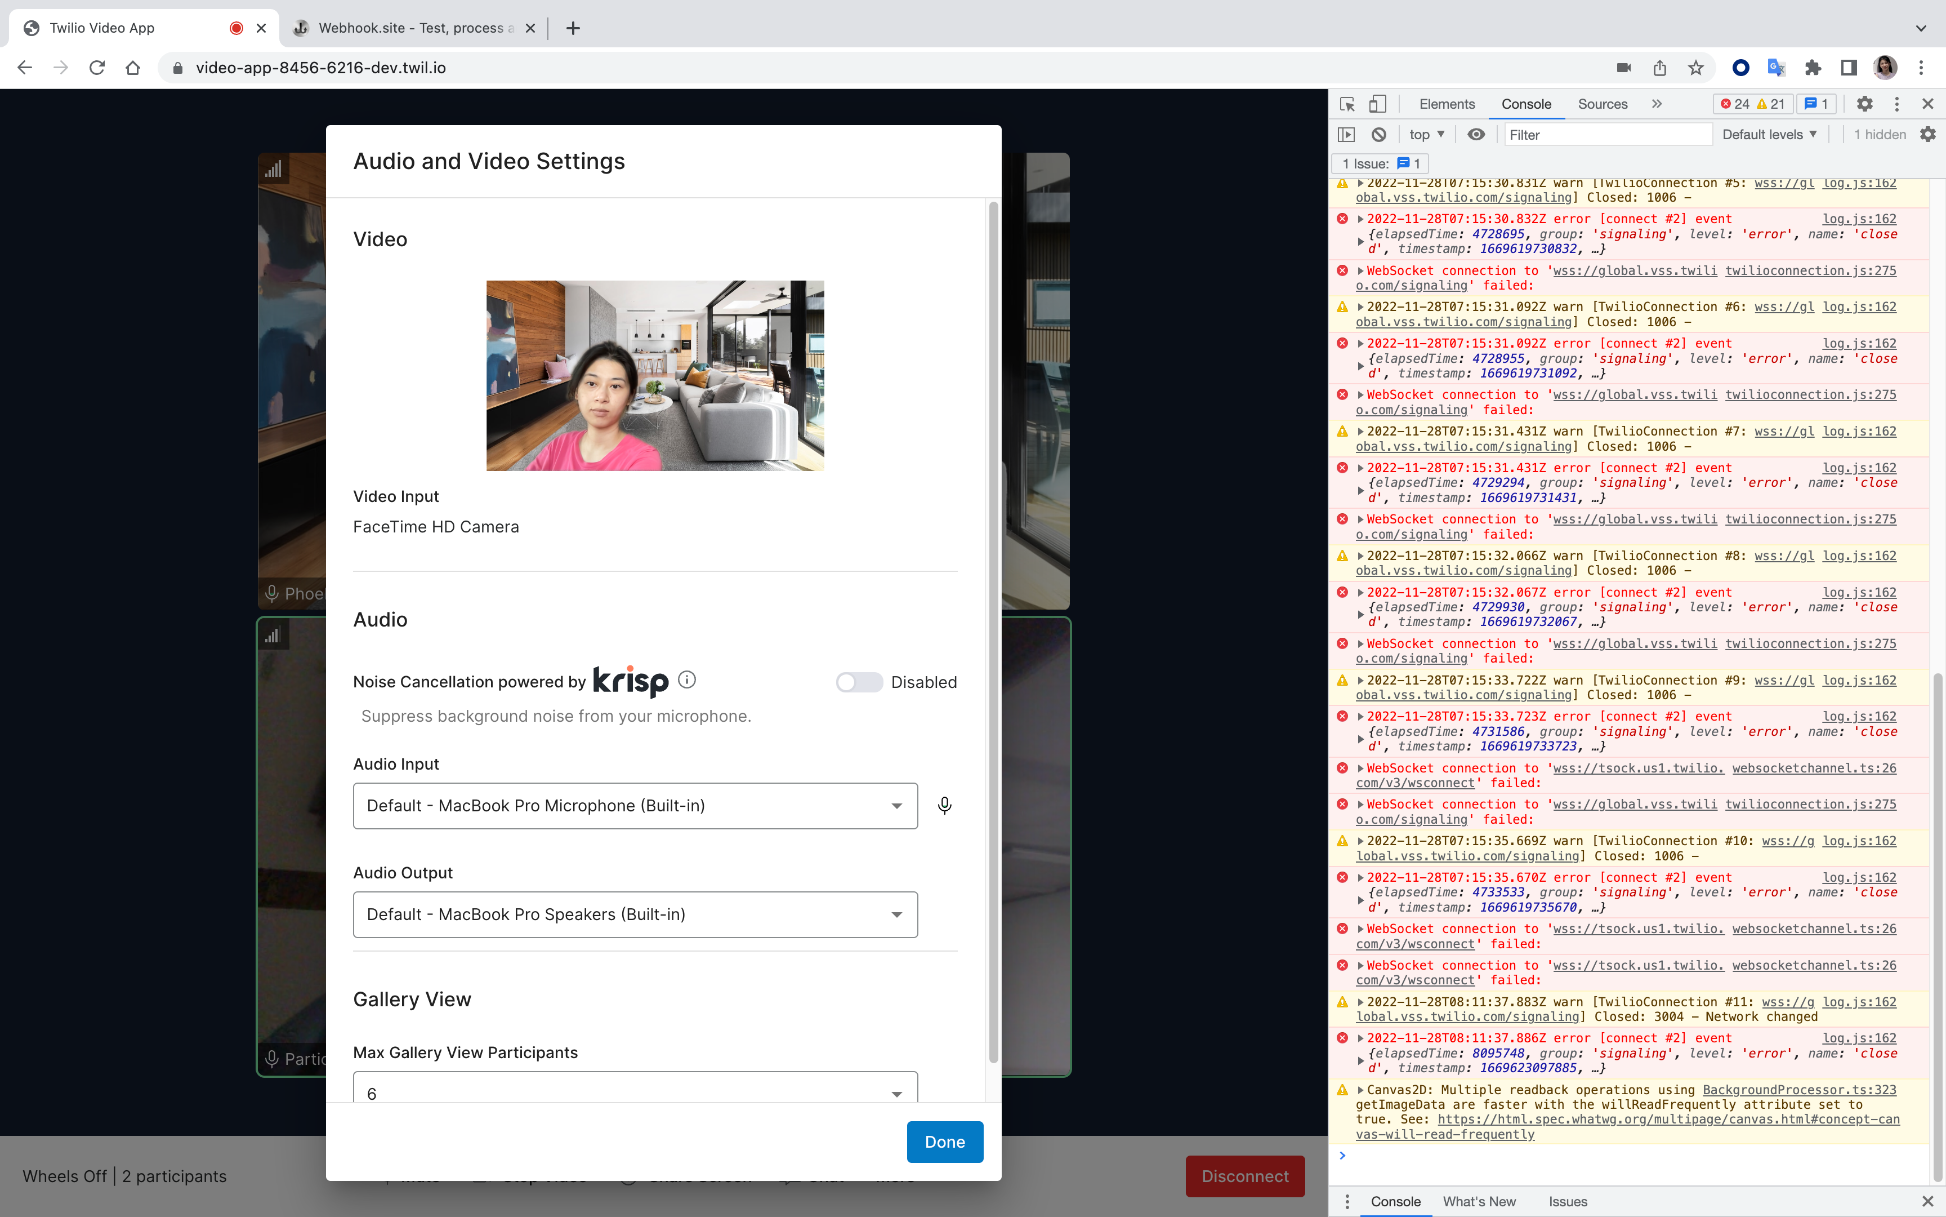 Twilio Video App
Webhook.site - Test, process a
video-app-8456-6216-dev.twil.io
Audio and Video Settings
Video
Video Input
FaceTime HD Camera
Audio
Noise Cancellation powered by krisp
Disabled
Suppress background noise from your microphone.
Audio Input
Default - MacBook Pro Microphone (Built-in)
Audio Output
Default - MacBook Pro Speakers (Built-in)
Gallery View
Max Gallery View Participants
6
Done
Phoe
Partic
Wheels Off | 2 participants
Disconnect
Elements Console Sources 24 21 1
top Filter Default levels 1 hidden
1 Issue: 1
2022-11-28T07:15:30.831Z warn [TwilioConnection #5: wss://gl log.js:162
obal.vss.twilio.com/signaling] Closed: 1006 –
2022-11-28T07:15:30.832Z error [connect #2] event log.js:162
{elapsedTime: 4728695, group: 'signaling', level: 'error', name: 'close
d', timestamp: 1669619730832, …}
WebSocket connection to 'wss://global.vss.twili twilioconnection.js:275
o.com/signaling' failed:
2022-11-28T07:15:31.092Z warn [TwilioConnection #6: wss://gl log.js:162
obal.vss.twilio.com/signaling] Closed: 1006 –
2022-11-28T07:15:31.092Z error [connect #2] event log.js:162
{elapsedTime: 4728955, group: 'signaling', level: 'error', name: 'close
d', timestamp: 1669619731092, …}
WebSocket connection to 'wss://global.vss.twili twilioconnection.js:275
o.com/signaling' failed:
2022-11-28T07:15:31.431Z warn [TwilioConnection #7: wss://gl log.js:162
obal.vss.twilio.com/signaling] Closed: 1006 –
2022-11-28T07:15:31.431Z error [connect #2] event log.js:162
{elapsedTime: 4729294, group: 'signaling', level: 'error', name: 'close
d', timestamp: 1669619731431, …}
WebSocket connection to 'wss://global.vss.twili twilioconnection.js:275
o.com/signaling' failed:
2022-11-28T07:15:32.066Z warn [TwilioConnection #8: wss://gl log.js:162
obal.vss.twilio.com/signaling] Closed: 1006 –
2022-11-28T07:15:32.067Z error [connect #2] event log.js:162
{elapsedTime: 4729930, group: 'signaling', level: 'error', name: 'close
d', timestamp: 1669619732067, …}
WebSocket connection to 'wss://global.vss.twili twilioconnection.js:275
o.com/signaling' failed:
2022-11-28T07:15:33.722Z warn [TwilioConnection #9: wss://gl log.js:162
obal.vss.twilio.com/signaling] Closed: 1006 –
2022-11-28T07:15:33.723Z error [connect #2] event log.js:162
{elapsedTime: 4731586, group: 'signaling', level: 'error', name: 'close
d', timestamp: 1669619733723, …}
WebSocket connection to 'wss://tsock.us1.twilio. websocketchannel.ts:26
com/v3/wsconnect' failed:
WebSocket connection to 'wss://global.vss.twili twilioconnection.js:275
o.com/signaling' failed:
2022-11-28T07:15:35.669Z warn [TwilioConnection #10: wss://g log.js:162
lobal.vss.twilio.com/signaling] Closed: 1006 –
2022-11-28T07:15:35.670Z error [connect #2] event log.js:162
{elapsedTime: 4733533, group: 'signaling', level: 'error', name: 'close
d', timestamp: 1669619735670, …}
WebSocket connection to 'wss://tsock.us1.twilio. websocketchannel.ts:26
com/v3/wsconnect' failed:
WebSocket connection to 'wss://tsock.us1.twilio. websocketchannel.ts:26
com/v3/wsconnect' failed:
2022-11-28T08:11:37.883Z warn [TwilioConnection #11: wss://g log.js:162
lobal.vss.twilio.com/signaling] Closed: 3004 – Network changed
2022-11-28T08:11:37.886Z error [connect #2] event log.js:162
{elapsedTime: 8095748, group: 'signaling', level: 'error', name: 'close
d', timestamp: 1669623097885, …}
Canvas2D: Multiple readback operations using BackgroundProcessor.ts:323
getImageData are faster with the willReadFrequently attribute set to
true. See: https://html.spec.whatwg.org/multipage/canvas.html#concept-can
vas-will-read-frequently
Console What's New Issues